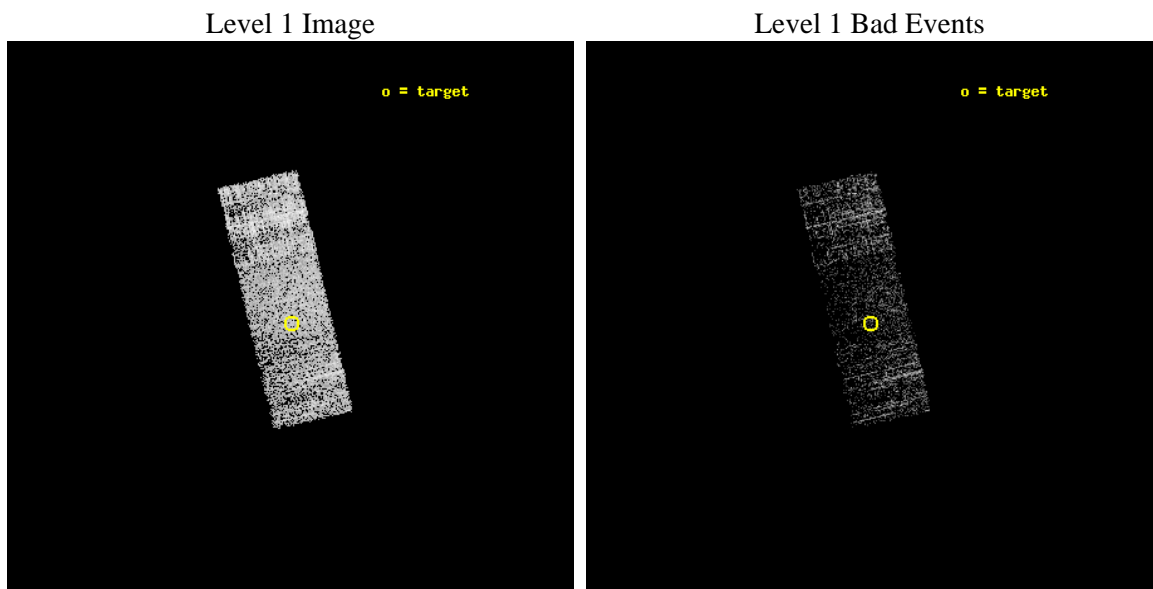 Level 1 Image
Level 1 Bad Events
o = target
o = target